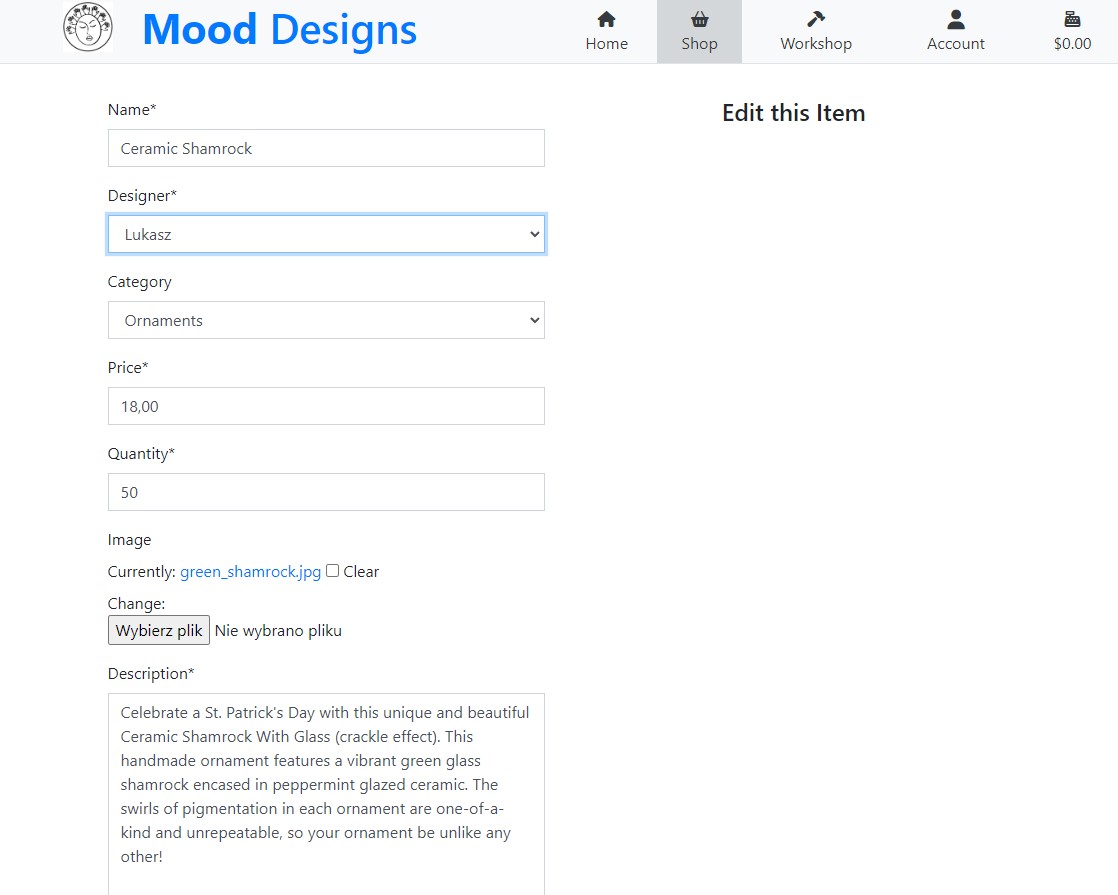 Mood Designs
Home
Shop
Workshop
Account
$0.00
Name*
Ceramic Shamrock
Designer*
Lukasz
Category
Ornaments
Price*
18,00
Quantity*
50
Image
Currently: green_shamrock.jpg Clear
Change:
Wybierz plik Nie wybrano pliku
Description*
Celebrate a St. Patrick's Day with this unique and beautiful
Ceramic Shamrock With Glass (crackle effect). This
handmade ornament features a vibrant green glass
shamrock encased in peppermint glazed ceramic. The
swirls of pigmentation in each ornament are one-of-a-
kind and unrepeatable, so your ornament be unlike any
other!
Edit this Item